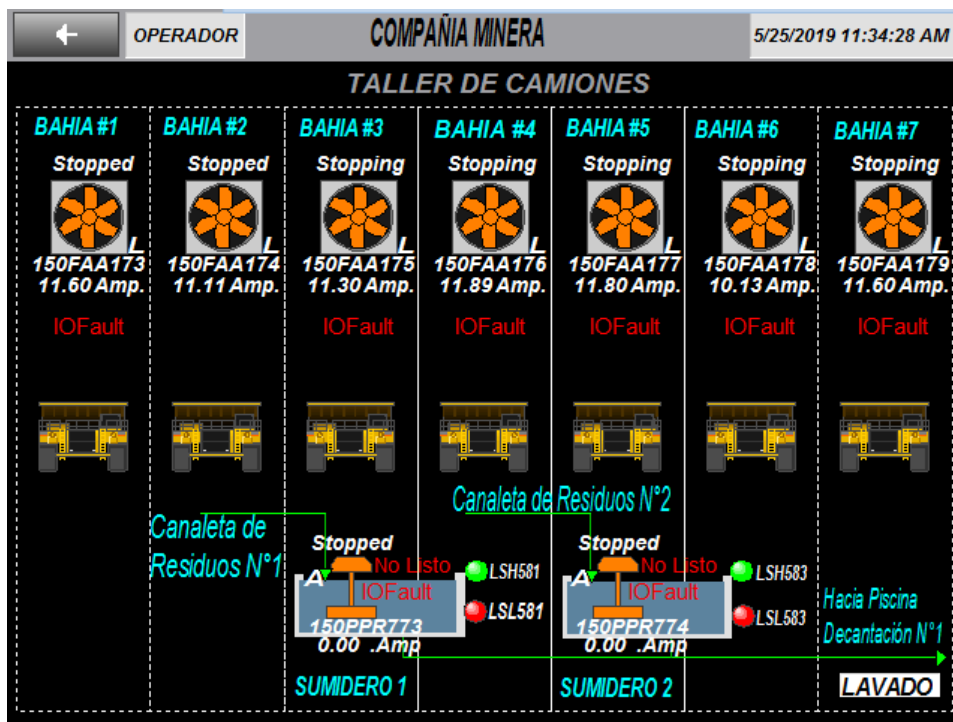 OPERADOR
COMPAÑIA MINERA
5/25/2019 11:34:28 AM
TALLER DE CAMIONES
BAHIA #1
BAHIA #2
BAHIA #3
BAHIA #4
BAHIA #5
BAHIA #6
BAHIA #7
Stopped
Stopped
Stopping
Stopping
Stopping
Stopping
Stopping
L
L
L
L
L
L
L
150FAA173
150FAA174
150FAA175
150FAA176
150FAA177
150FAA178
150FAA179
11.60 Amp.
11.11 Amp.
11.30 Amp.
11.89 Amp.
11.80 Amp.
10.13 Amp.
11.60 Amp.
IOFault
IOFault
IOFault
IOFault
IOFault
IOFault
Canaleta de
Residuos N°1
Canaleta de Residuos N°2
Stopped
No Listo
A
IOFault
150PPR773
0.00 .Amp
LSH581
LSL581
SUMIDERO 1
Stopped
No Listo
A
IOFault
150PPR774
0.00 .Amp
LSH583
LSL583
SUMIDERO 2
Hacia Piscina
Decantación N°1
LAVADO